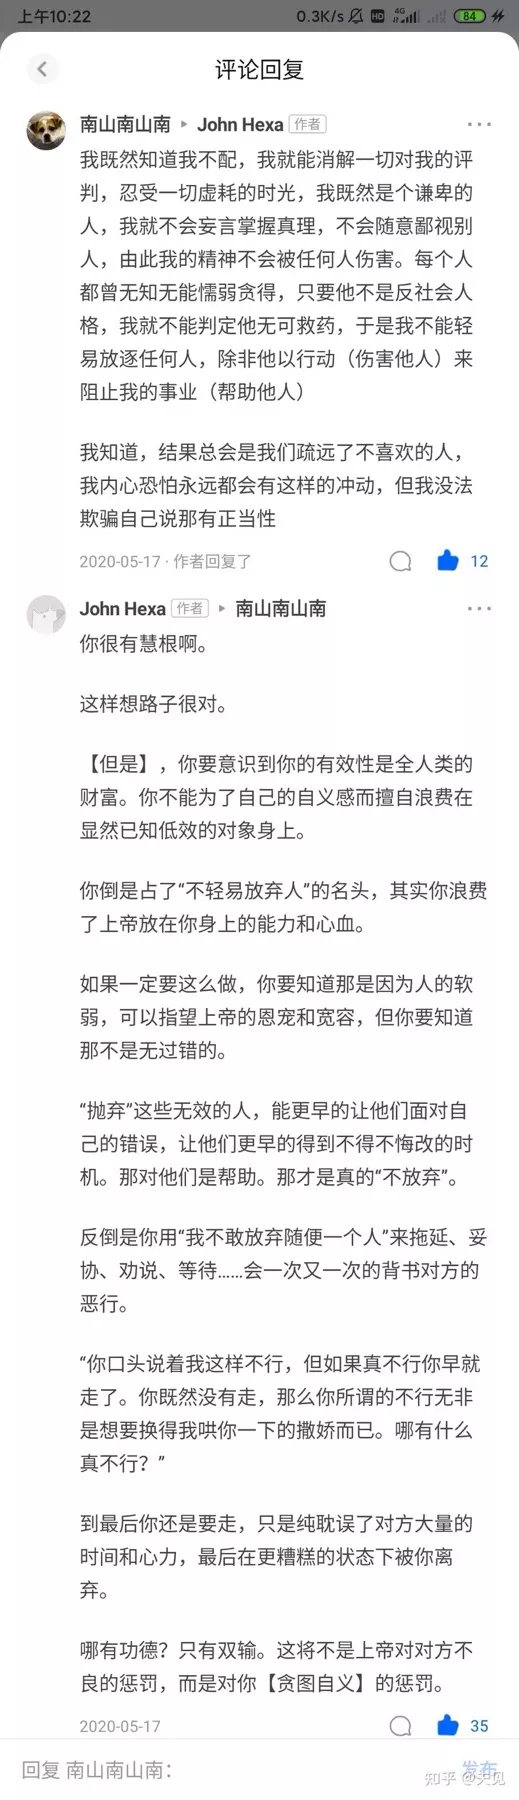 上午10:22
0.3K/s
HD
4G
84
评论回复
南山南山南 ▸ John Hexa 作者
我既然知道我不配，我就能消解一切对我的评
判，忍受一切虚耗的时光，我既然是个谦卑的
人，我就不会妄言掌握真理，不会随意鄙视别
人，由此我的精神不会被任何人伤害。每个人
都曾无知无能懦弱贪得，只要他不是反社会人
格，我就不能判定他无可救药，于是我不能轻
易放逐任何人，除非他以行动（伤害他人）来
阻止我的事业（帮助他人）
我知道，结果总会是我们疏远了不喜欢的人，
我内心恐怕永远都会有这样的冲动，但我没法
欺骗自己说那有正当性
2020-05-17 · 作者回复了
12
John Hexa 作者 ▸ 南山南山南
你很有慧根啊。
这样想路子很对。
【但是】，你要意识到你的有效性是全人类的
财富。你不能为了自己的自义感而擅自浪费在
显然已知低效的对象身上。
你倒是占了“不轻易放弃人”的名头，其实你浪费
了上帝放在你身上的能力和心血。
如果一定要这么做，你要知道那是因为人的软
弱，可以指望上帝的恩宠和宽容，但你要知道
那不是无过错的。
“抛弃”这些无效的人，能更早的让他们面对自
己的错误，让他们更早的得到不得不悔改的时
机。那对他们是帮助。那才是真的“不放弃”。
反倒是你用“我不敢放弃随便一个人”来拖延、妥
协、劝说、等待......会一次又一次的背书对方的
恶行。
“你口头说着我这样不行，但如果真不行你早就
走了。你既然没有走，那么你所谓的不行无非
是想要换得我哄你一下的撒娇而已。哪有什么
真不行？”
到最后你还是要走，只是纯耽误了对方大量的
时间和心力，最后在更糟糕的状态下被你离
弃。
哪有功德？只有双输。这将不是上帝对对方不
良的惩罚，而是对你【贪图自义】的惩罚。
2020-05-17
35
回复 南山南山南：
发布
知乎 @天见